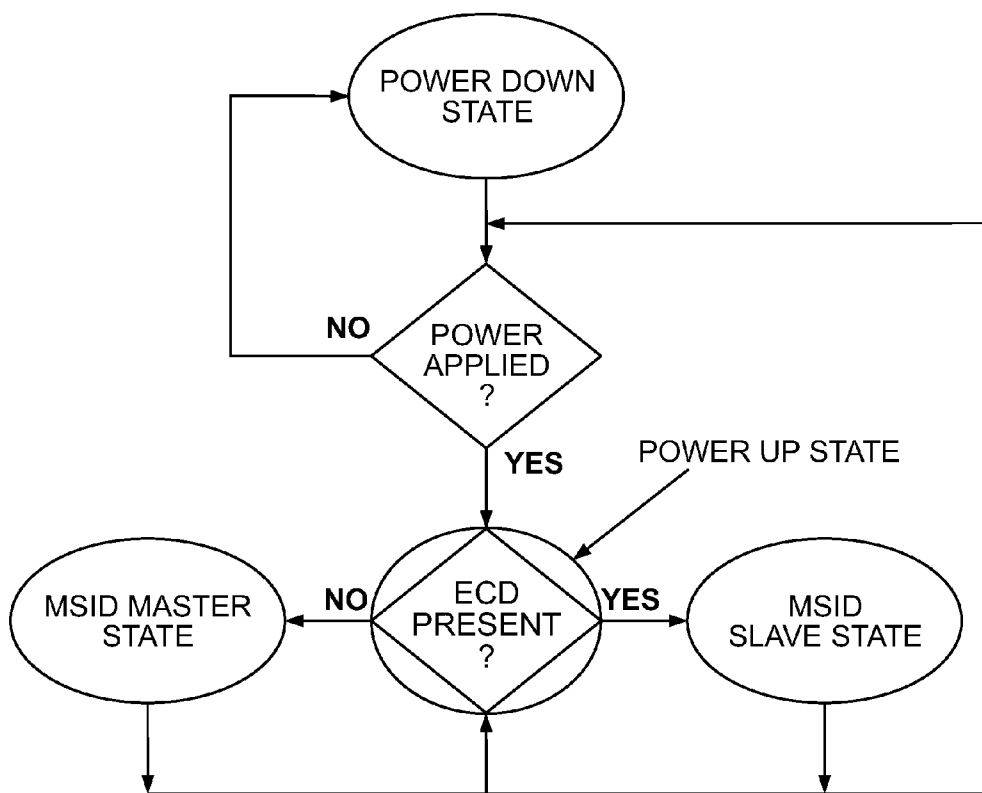 POWER DOWN
STATE
NO
POWER
APPLIED
?
YES
POWER UP STATE
MSID MASTER
STATE
NO
ECD
PRESENT
?
YES
MSID
SLAVE STATE